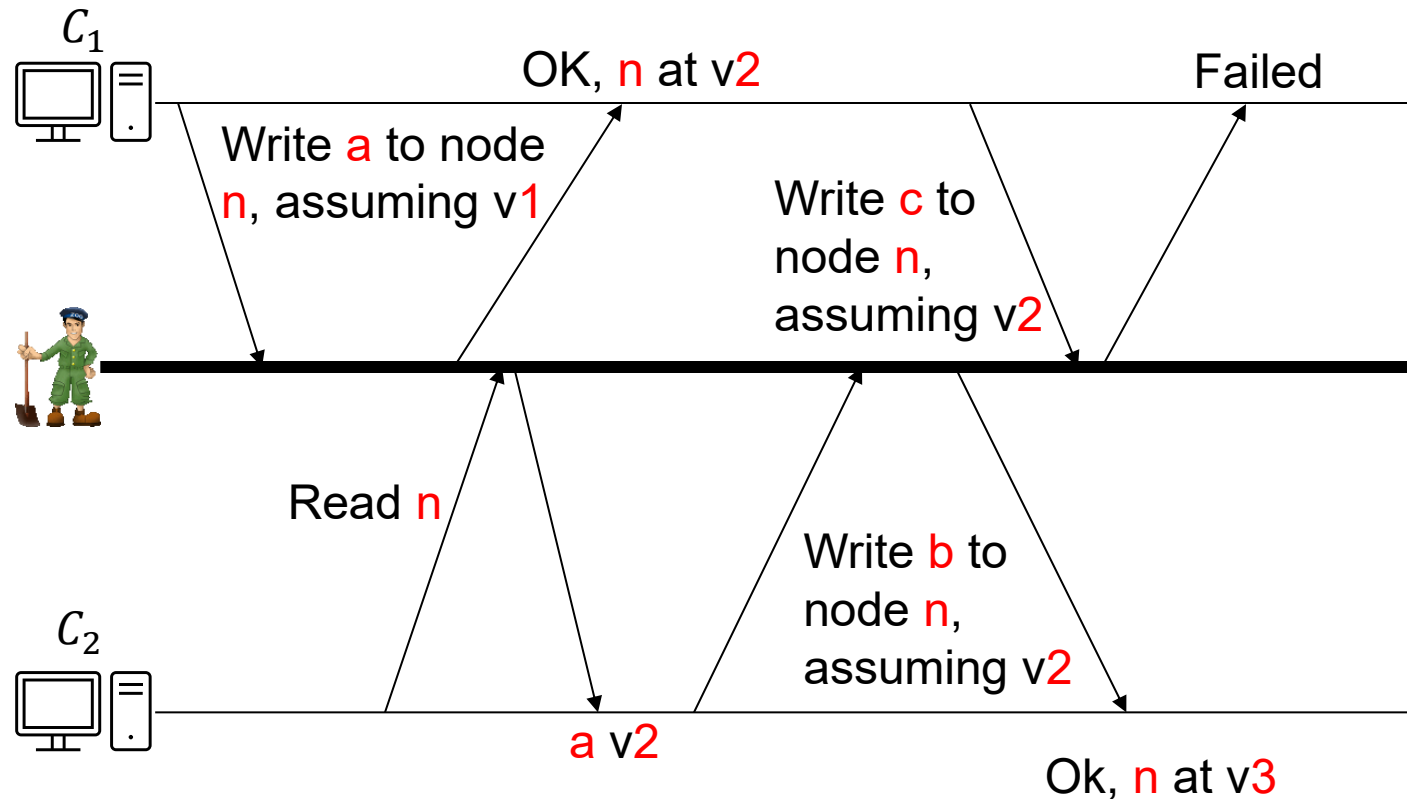 C₁
OK, n at v2
Failed
Write a to node
n, assuming v1
Write c to
node n,
assuming v2
Read n
Write b to
node n,
assuming v2
C₂
a v2
Ok, n at v3